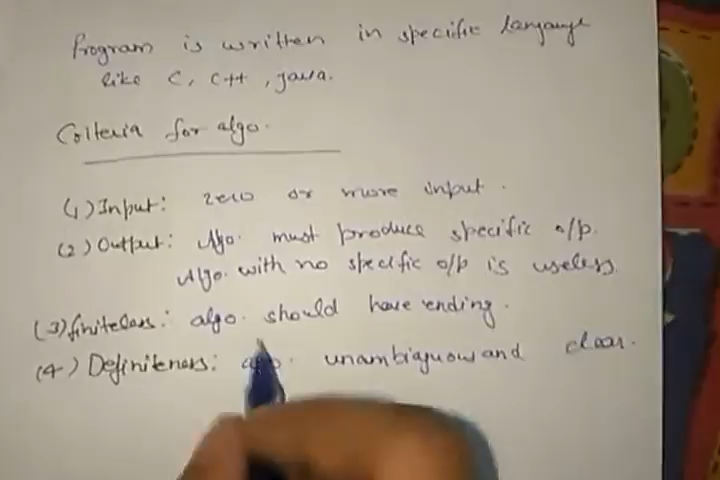 Program is written in specific language
like C, C++, Java.
Criteria for algo.
(1) Input: zero or more input.
(2) Output: Algo. must produce specific o/p.
Algo. with no specific o/p is useless
(3) finiteless: algo. should have ending.
(4) Definiteness: unambiguous and clear.